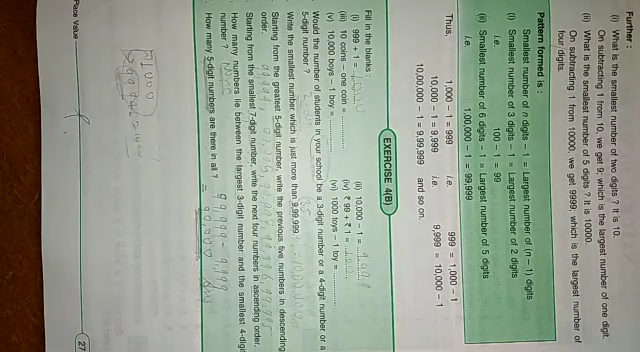 Further :
(i) What is the smallest number of two digits ? It is 10.
On subtracting 1 from 10, we get 9; which is the largest number of one digit.
(ii) What is the smallest number of 5 digits ? It is 10000.
On subtracting 1 from 10000, we get 9999; which is the largest number of
four digits.
Pattern formed is :
Smallest number of n digits – 1 = Largest number of (n – 1) digits
(i) Smallest number of 3 digits – 1 = Largest number of 2 digits
i.e. 100 – 1 = 99
(ii) Smallest number of 6 digits – 1 = Largest number of 5 digits
i.e. 1,00,000 – 1 = 99,999
Thus, 1,000 – 1 = 999 i.e. 999 = 1,000 – 1
10,000 – 1 = 9,999 i.e. 9,999 = 10,000 – 1
10,00,000 – 1 = 9,99,999 and so on.
EXERCISE 4(B)
Fill in the blanks :
(i) 999 + 1 = (ii) 10,000 – 1 =
(iii) 10 coins – one coin = (iv) ₹ 99 + ₹ 1 =
(v) 10,000 boys – 1 boy = (vi) 1000 toys – 1 toy =
Would the number of students in your school be a 3-digit number or a 4-digit number or a
5-digit number
Write the smallest number which is just more than 9,99,999
Starting from the greatest 5-digit number, write the previous five numbers in descending
order.
Starting from the smallest 7-digit number, write the next four numbers in ascending order.
How many numbers lie between the largest 3-digit number and the smallest 4-digi
number ? None
How many 5-digit numbers are there in all ? 99,999 – 9,999
= 90,000
Place Value 27